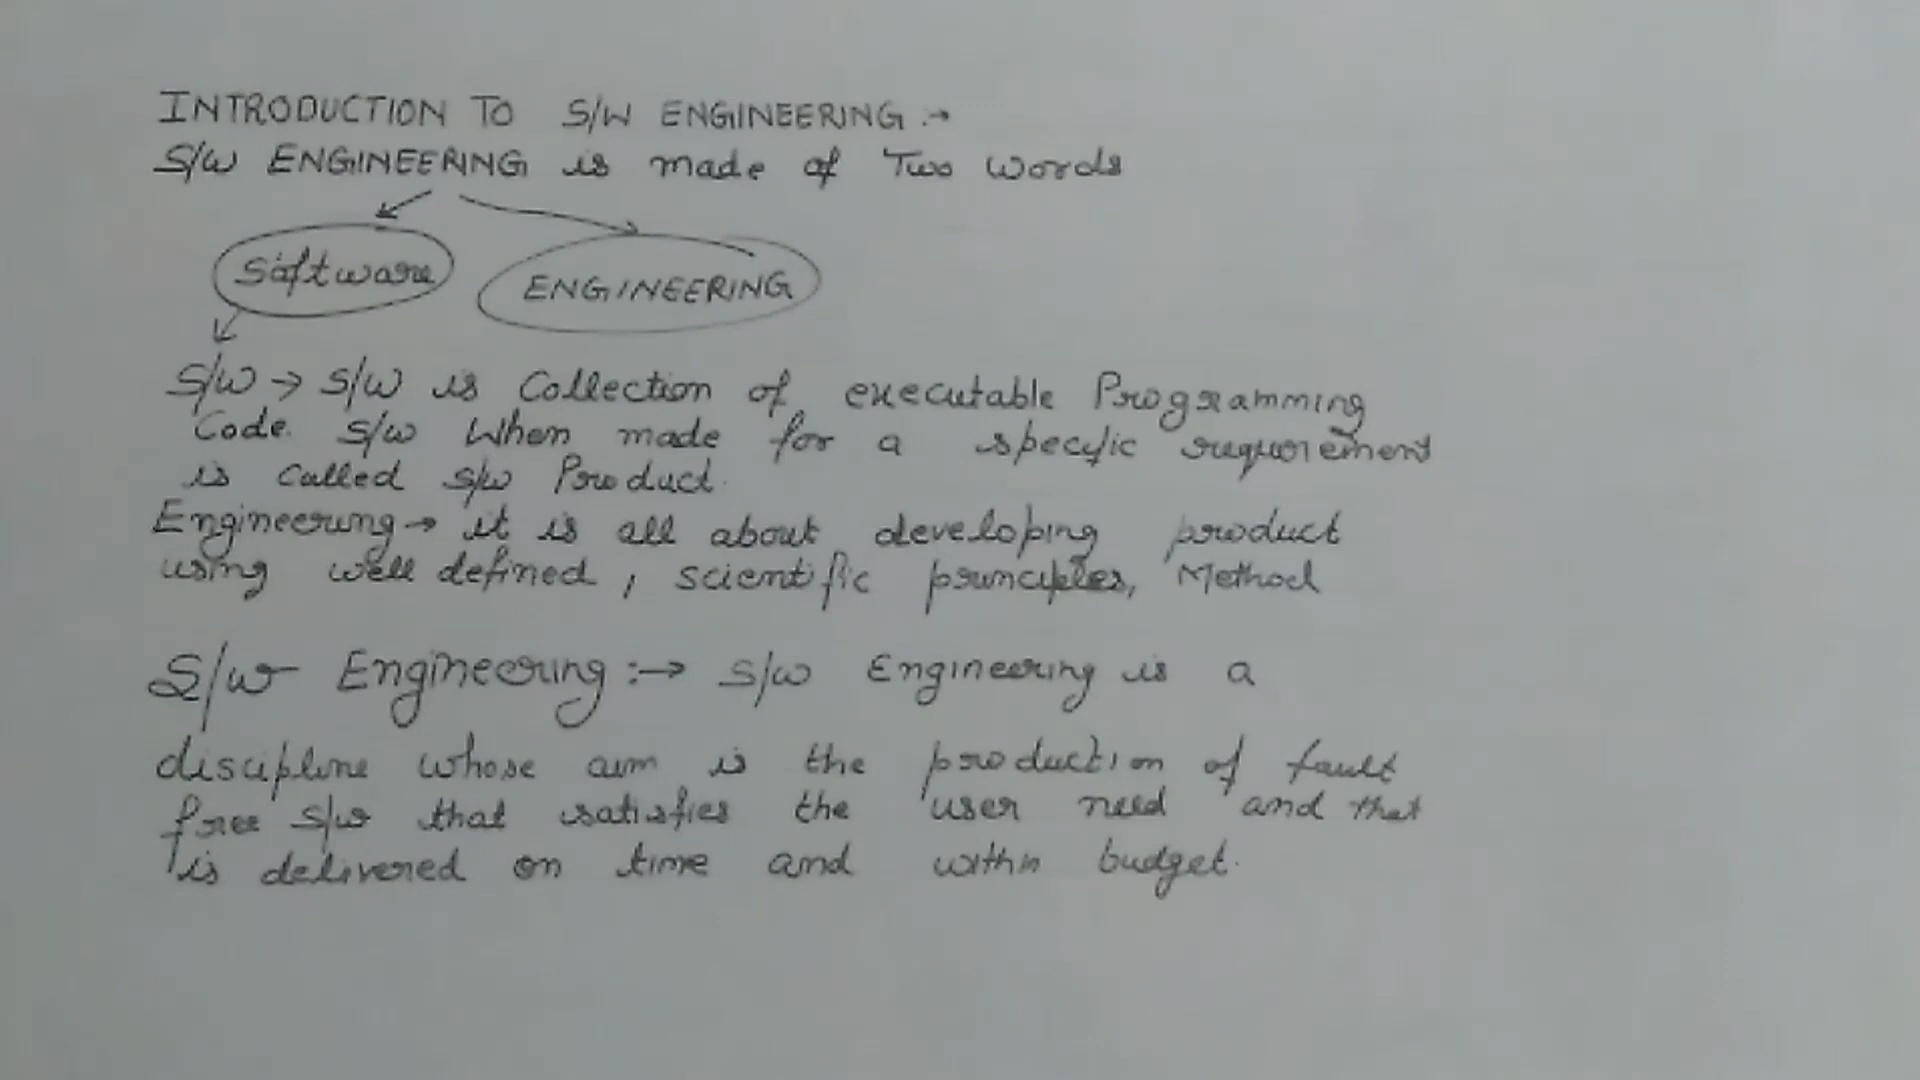 INTRODUCTION TO S/W ENGINEERING :→
S/W ENGINEERING is made of Two words
Software ENGINEERING
S/W → S/W is Collection of executable Programming
Code. S/W When made for a specific requirement
is called S/W Product.
Engineering → it is all about developing product
using well defined, scientific principles, Method
S/W Engineering :→ S/W Engineering is a
discipline whose aim is the production of fault
free S/W that satisfies the user need and that
is delivered on time and within budget.